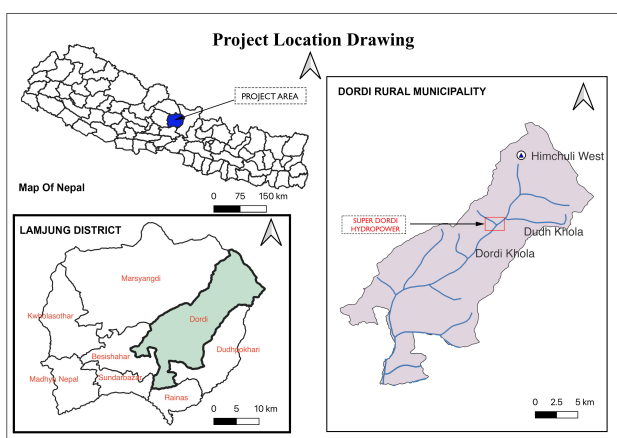 Project Location Drawing
PROJECT AREA
Map Of Nepal
0 75 150 km
LAMJUNG DISTRICT
Marsyangdi
Kwholasothar
Dordi
Besishahar
Dudhpokhari
Madhya Nepal
Sundarbazar
Rainas
0 5 10 km
DORDI RURAL MUNICIPALITY
Himchuli West
SUPER DORDI
HYDROPOWER
Dudh Khola
Dordi Khola
0 2.5 5 km